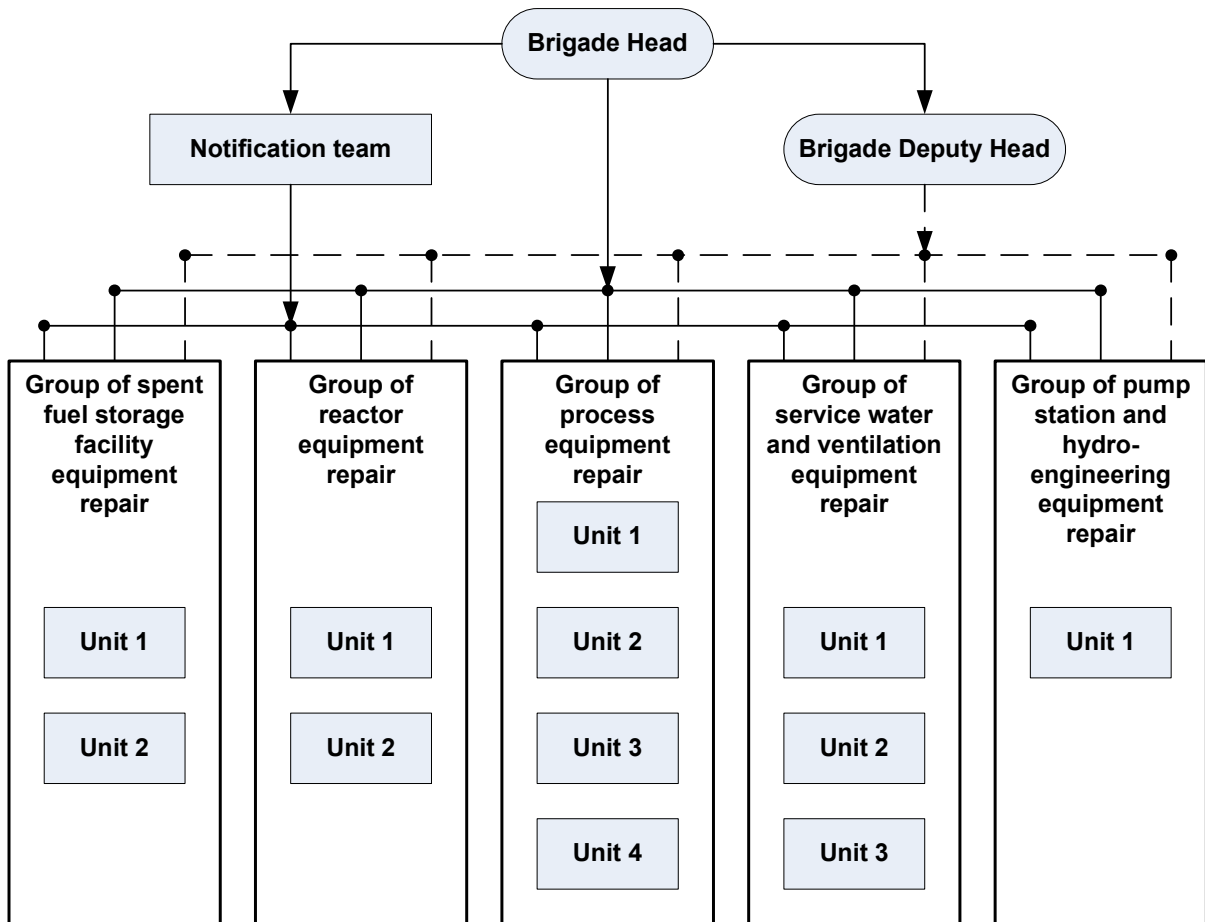 Brigade Head
Notification team
Brigade Deputy Head
Group of spent
fuel storage
facility
equipment
repair
Unit 1
Unit 2
Group of
reactor
equipment
repair
Unit 1
Unit 2
Group of
process
equipment
repair
Unit 1
Unit 2
Unit 3
Unit 4
Group of
service water
and ventilation
equipment
repair
Unit 1
Unit 2
Unit 3
Group of pump
station and
hydro-
engineering
equipment
repair
Unit 1